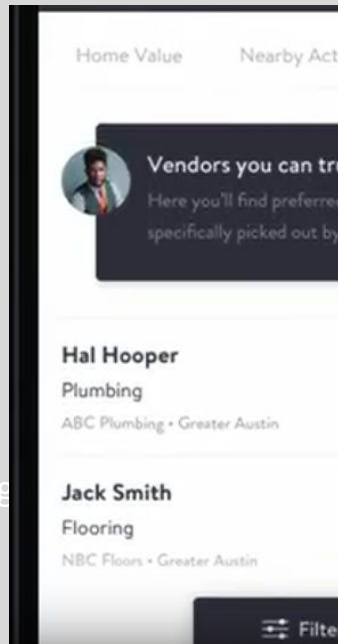 Home Value Nearby Act
Vendors you can tru
Here you'll find preferred
specifically picked out by
Hal Hooper
Plumbing
ABC Plumbing • Greater Austin
Jack Smith
g
Flooring
NBC Floors • Greater Austin
Filte